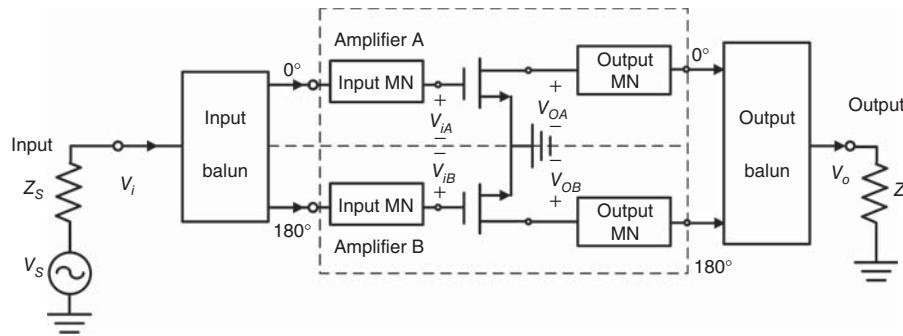 Amplifier A
0°
Input MN
Output
MN
0°
+
V_iA
−
+
V_OA
−
Input
Z_S
V_i
V_S
Input
balun
Output
balun
Output
V_o
Z
−
V_iB
+
−
V_OB
+
180°
Input MN
Amplifier B
Output
MN
180°